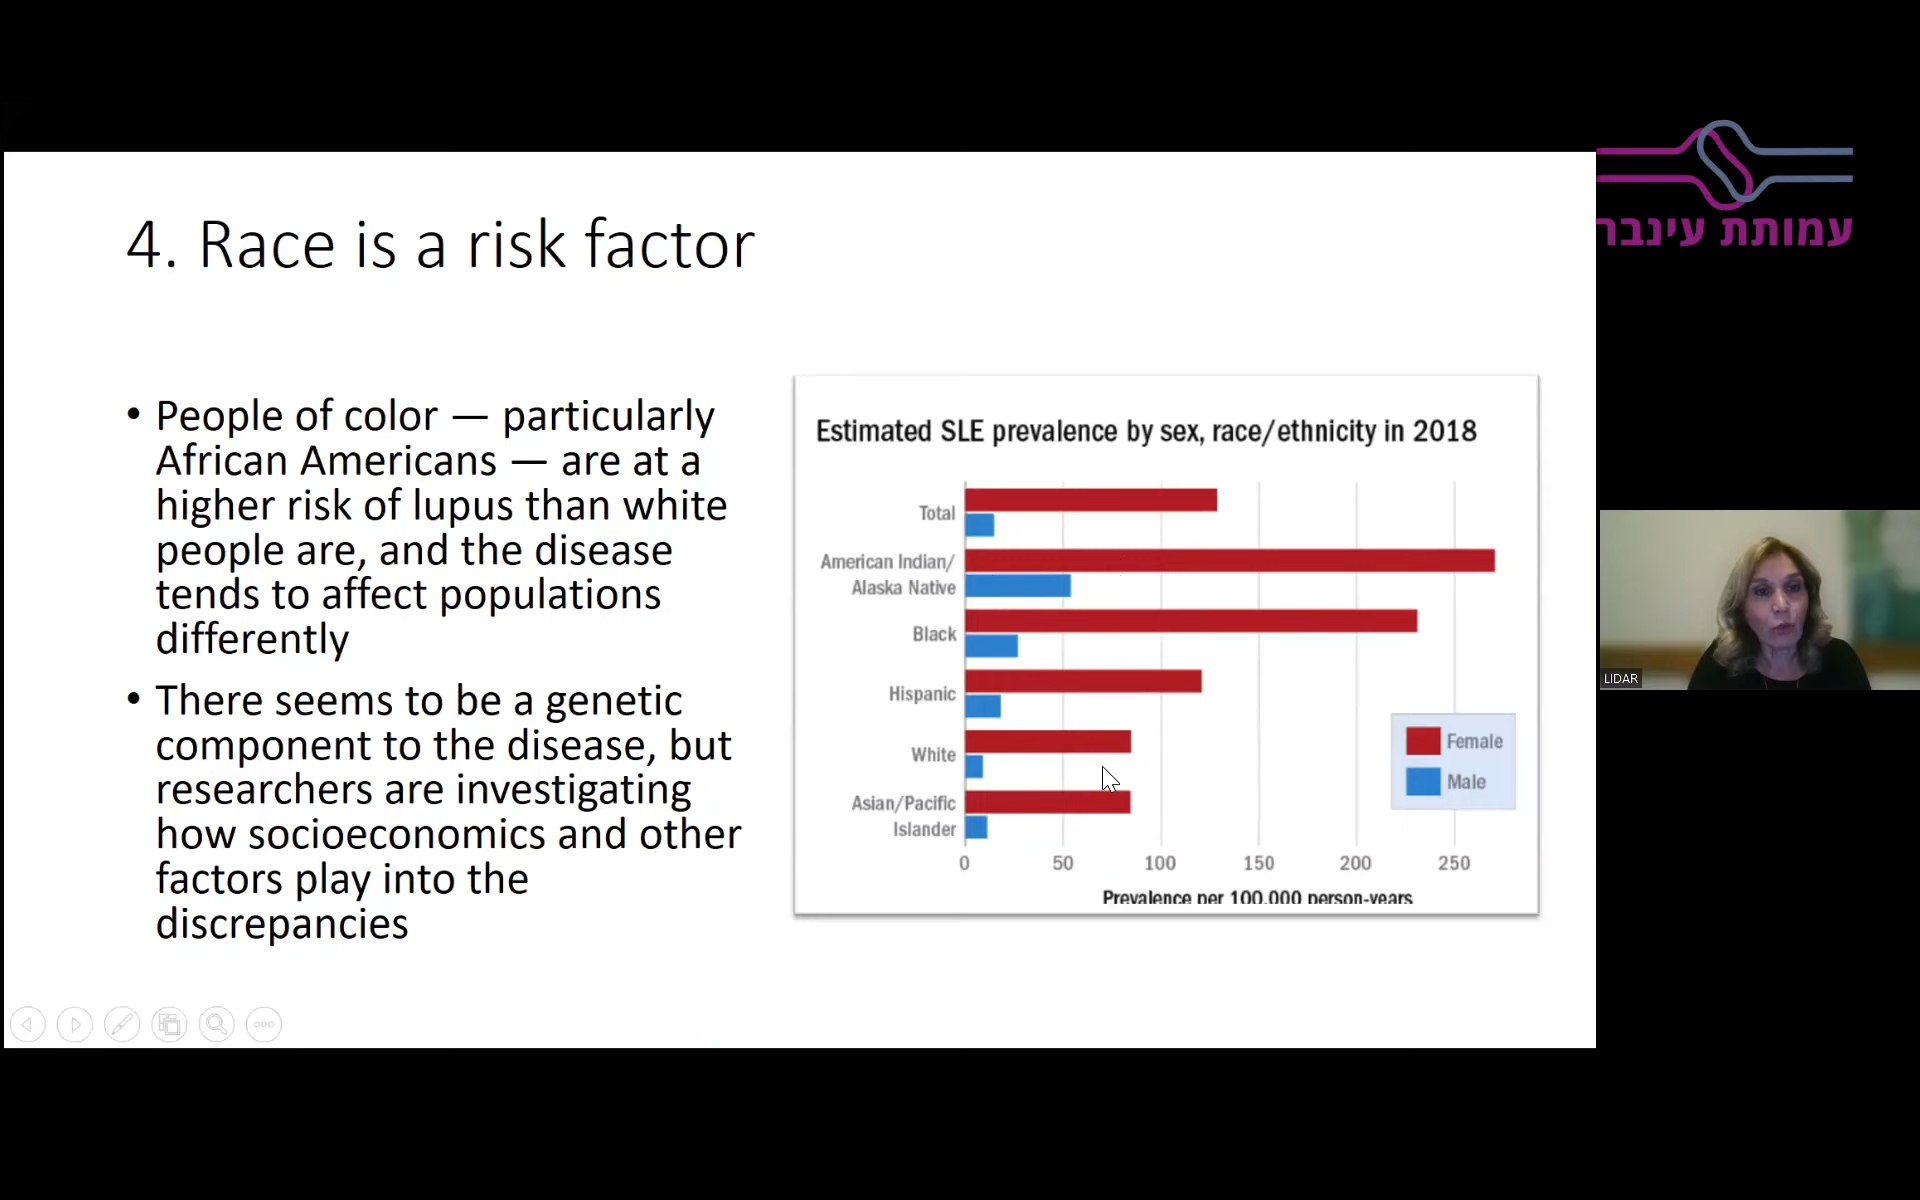 4. Race is a risk factor
• People of color — particularly
African Americans — are at a
higher risk of lupus than white
people are, and the disease
tends to affect populations
differently
• There seems to be a genetic
component to the disease, but
researchers are investigating
how socioeconomics and other
factors play into the
discrepancies
Estimated SLE prevalence by sex, race/ethnicity in 2018
Total
American Indian/
Alaska Native
Black
Hispanic
White
Asian/Pacific
Islander
0 50 100 150 200 250
Prevalence per 100,000 person-years
Female
Male
עמותת עינבר
LIDAR